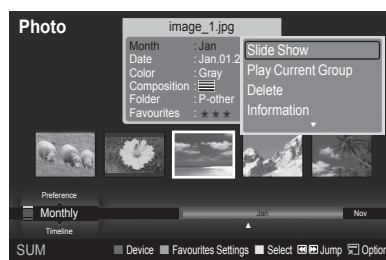 Photo
image_1.jpg
Month : Jan
Date : Jan.01.2
Color : Gray
Composition :
Folder : P-other
Favourites : ★★★
Slide Show
Play Current Group
Delete
Information
Preference
Monthly
Timeline
Jan
Nov
SUM
Device
Favourites Settings
Select
Jump
Option